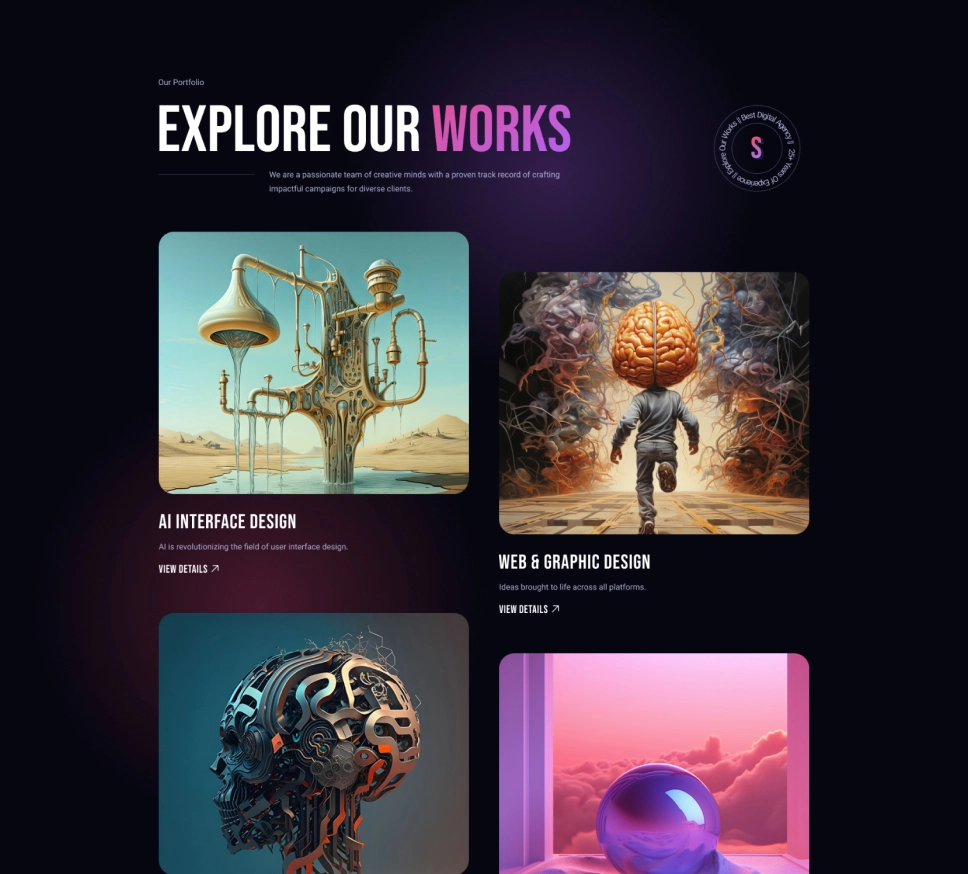 Our Portfolio
EXPLORE OUR WORKS
We are a passionate team of creative minds with a proven track record of crafting
impactful campaigns for diverse clients.
Explore Our Works || Best Digital Agency || 25+ Years Of Experience ||
S
AI INTERFACE DESIGN
AI is revolutionizing the field of user interface design.
VIEW DETAILS
WEB & GRAPHIC DESIGN
Ideas brought to life across all platforms.
VIEW DETAILS